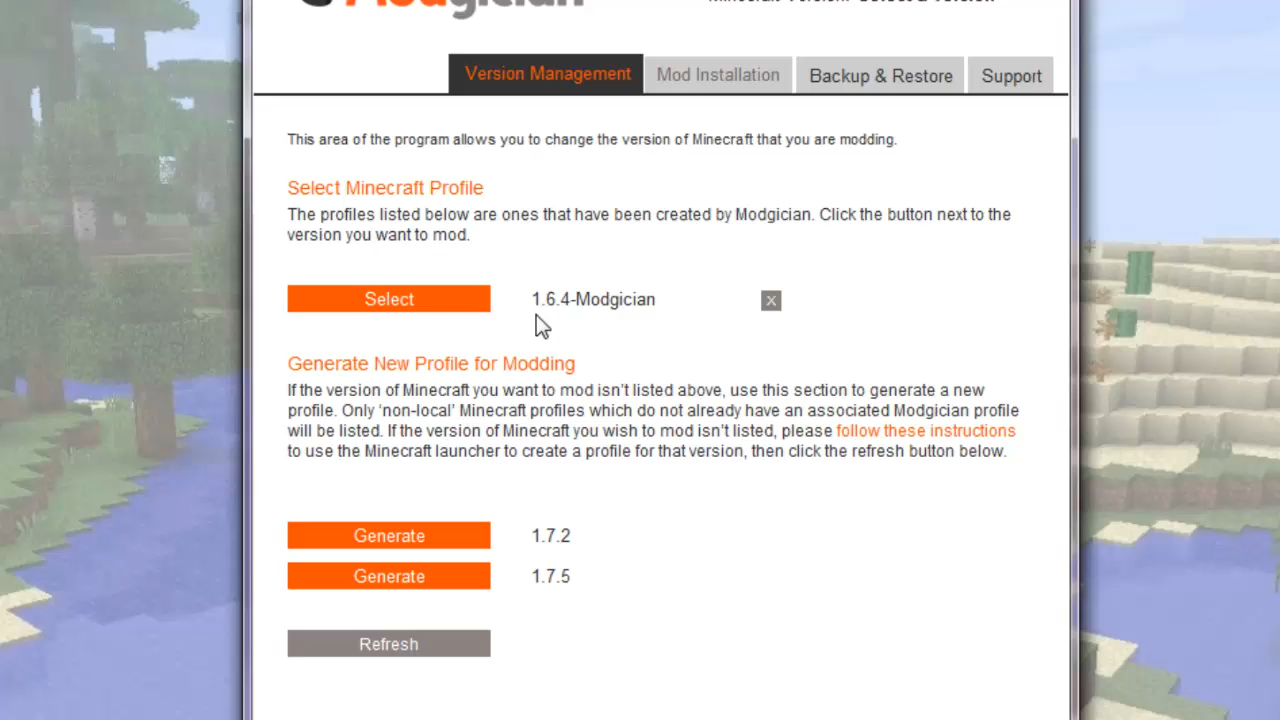 Modgician
Minecraft Version: Select a Version
Version Management
Mod Installation
Backup & Restore
Support
This area of the program allows you to change the version of Minecraft that you are modding.
Select Minecraft Profile
The profiles listed below are ones that have been created by Modgician. Click the button next to the
version you want to mod.
Select
1.6.4-Modgician
x
Generate New Profile for Modding
If the version of Minecraft you want to mod isn't listed above, use this section to generate a new
profile. Only ‘non-local’ Minecraft profiles which do not already have an associated Modgician profile
will be listed. If the version of Minecraft you wish to mod isn't listed, please follow these instructions
to use the Minecraft launcher to create a profile for that version, then click the refresh button below.
Generate
1.7.2
Generate
1.7.5
Refresh